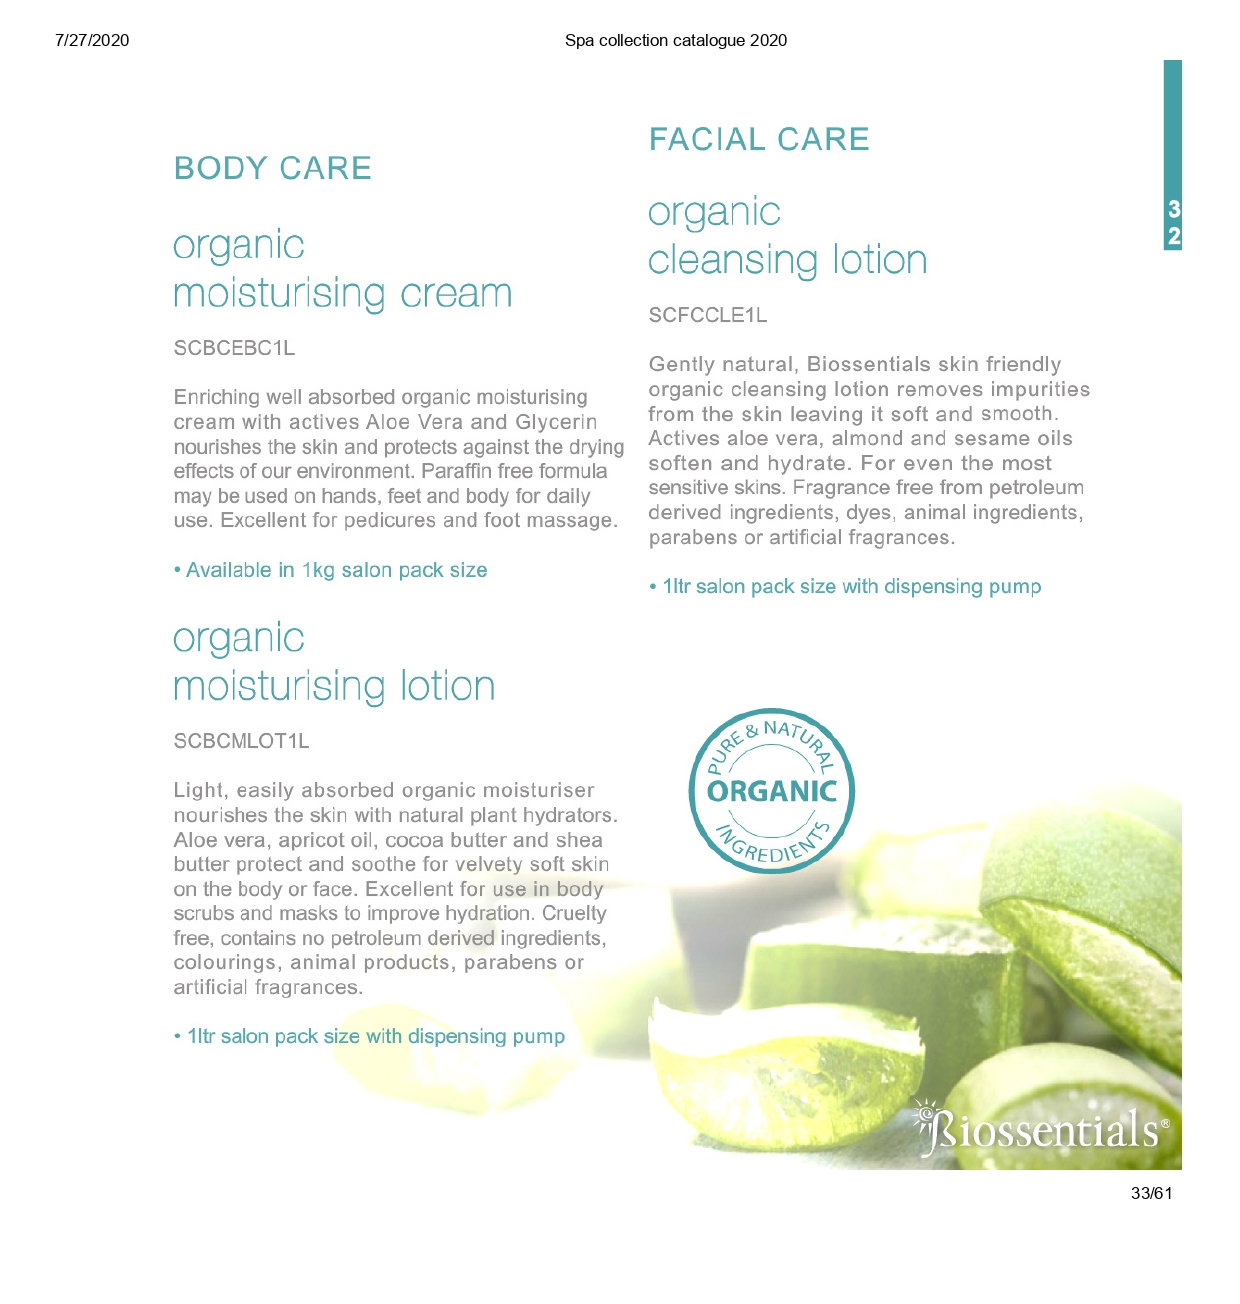 7/27/2020
Spa collection catalogue 2020
3
2
BODY CARE
organic
moisturising cream
SCBCEBC1L
Enriching well absorbed organic moisturising
cream with actives Aloe Vera and Glycerin
nourishes the skin and protects against the drying
effects of our environment. Paraffin free formula
may be used on hands, feet and body for daily
use. Excellent for pedicures and foot massage.
• Available in 1kg salon pack size
organic
moisturising lotion
SCBCMLOT1L
Light, easily absorbed organic moisturiser
nourishes the skin with natural plant hydrators.
Aloe vera, apricot oil, cocoa butter and shea
butter protect and soothe for velvety soft skin
on the body or face. Excellent for use in body
scrubs and masks to improve hydration. Cruelty
free, contains no petroleum derived ingredients,
colourings, animal products, parabens or
artificial fragrances.
• 1ltr salon pack size with dispensing pump
FACIAL CARE
organic
cleansing lotion
SCFCCLE1L
Gently natural, Biossentials skin friendly
organic cleansing lotion removes impurities
from the skin leaving it soft and smooth.
Actives aloe vera, almond and sesame oils
soften and hydrate. For even the most
sensitive skins. Fragrance free from petroleum
derived ingredients, dyes, animal ingredients,
parabens or artificial fragrances.
• 1ltr salon pack size with dispensing pump
PURE & NATURAL
ORGANIC
INGREDIENTS
Biossentials®
33/61